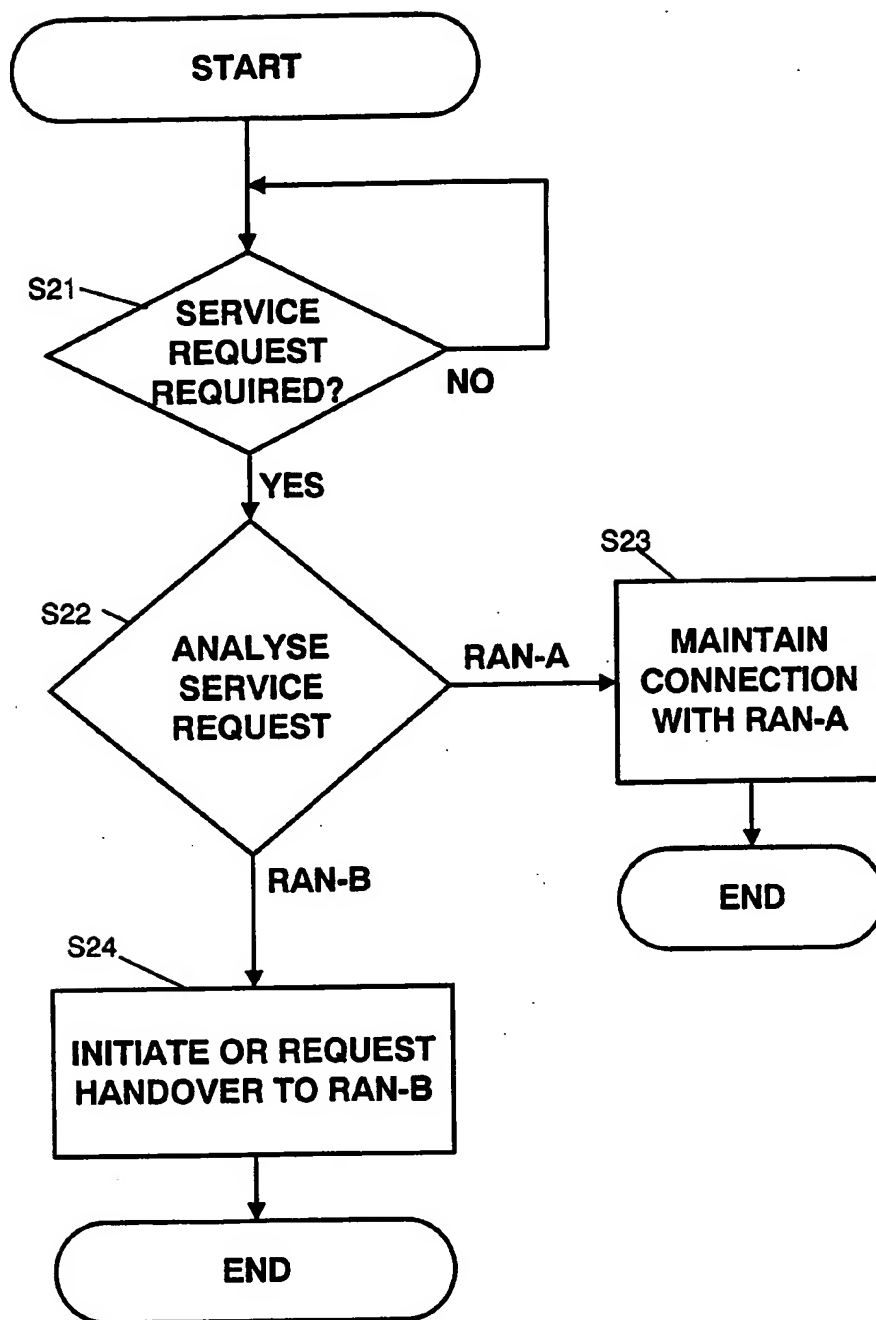 START
S21
SERVICE
REQUEST
REQUIRED?
NO
YES
S22
ANALYSE
SERVICE
REQUEST
RAN-A
S23
MAINTAIN
CONNECTION
WITH RAN-A
END
RAN-B
S24
INITIATE OR REQUEST
HANDOVER TO RAN-B
END